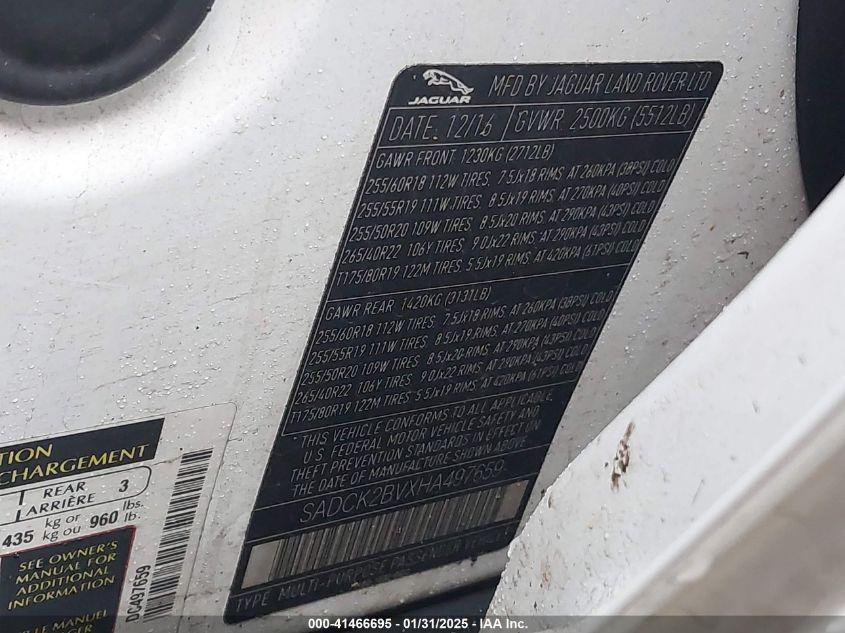 JAGUAR
MFD BY JAGUAR LAND ROVER LTD
DATE: 12/16 GVWR 2500KG (5512LB)
GAWR FRONT 1230KG (2712LB)
255/60R18 112W TIRES 7.5Jx18 RIMS AT 260KPA (38PSI) COLD
255/55R19 111W TIRES 8.5Jx19 RIMS AT 270KPA (40PSI) COLD
255/50R20 109W TIRES 8.5Jx20 RIMS AT 290KPA (43PSI) COLD
265/40R22 106Y TIRES 9.0Jx22 RIMS AT 290KPA (43PSI) COLD
T175/80R19 122M TIRES 5.5Jx19 RIMS AT 420KPA (61PSI) COLD
GAWR REAR 1420KG (3131LB)
255/60R18 112W TIRES 7.5Jx18 RIMS AT 260KPA (38PSI) COLD
255/55R19 111W TIRES 8.5Jx19 RIMS AT 270KPA (40PSI) COLD
255/50R20 109W TIRES 8.5Jx20 RIMS AT 290KPA (43PSI) COLD
265/40R22 106Y TIRES 9.0Jx22 RIMS AT 290KPA (43PSI) COLD
T175/80R19 122M TIRES 5.5Jx19 RIMS AT 420KPA (61PSI) COLD
THIS VEHICLE CONFORMS TO ALL APPLICABLE
U.S. FEDERAL MOTOR VEHICLE SAFETY AND
THEFT PREVENTION STANDARDS IN EFFECT ON
THE DATE OF MANUFACTURE SHOWN ABOVE.
SADCK2BVXHA497659
TYPE: MULTI-PURPOSE PASSENGER VEHICLE
TION
CHARGEMENT
REAR 3
ARRIÈRE
435 kg or 960 lbs.
kg ou lb.
SEE OWNER'S
MANUAL FOR
ADDITIONAL
INFORMATION
LE MANUEL
DC497659
000-41466695 - 01/31/2025 - IAA Inc.